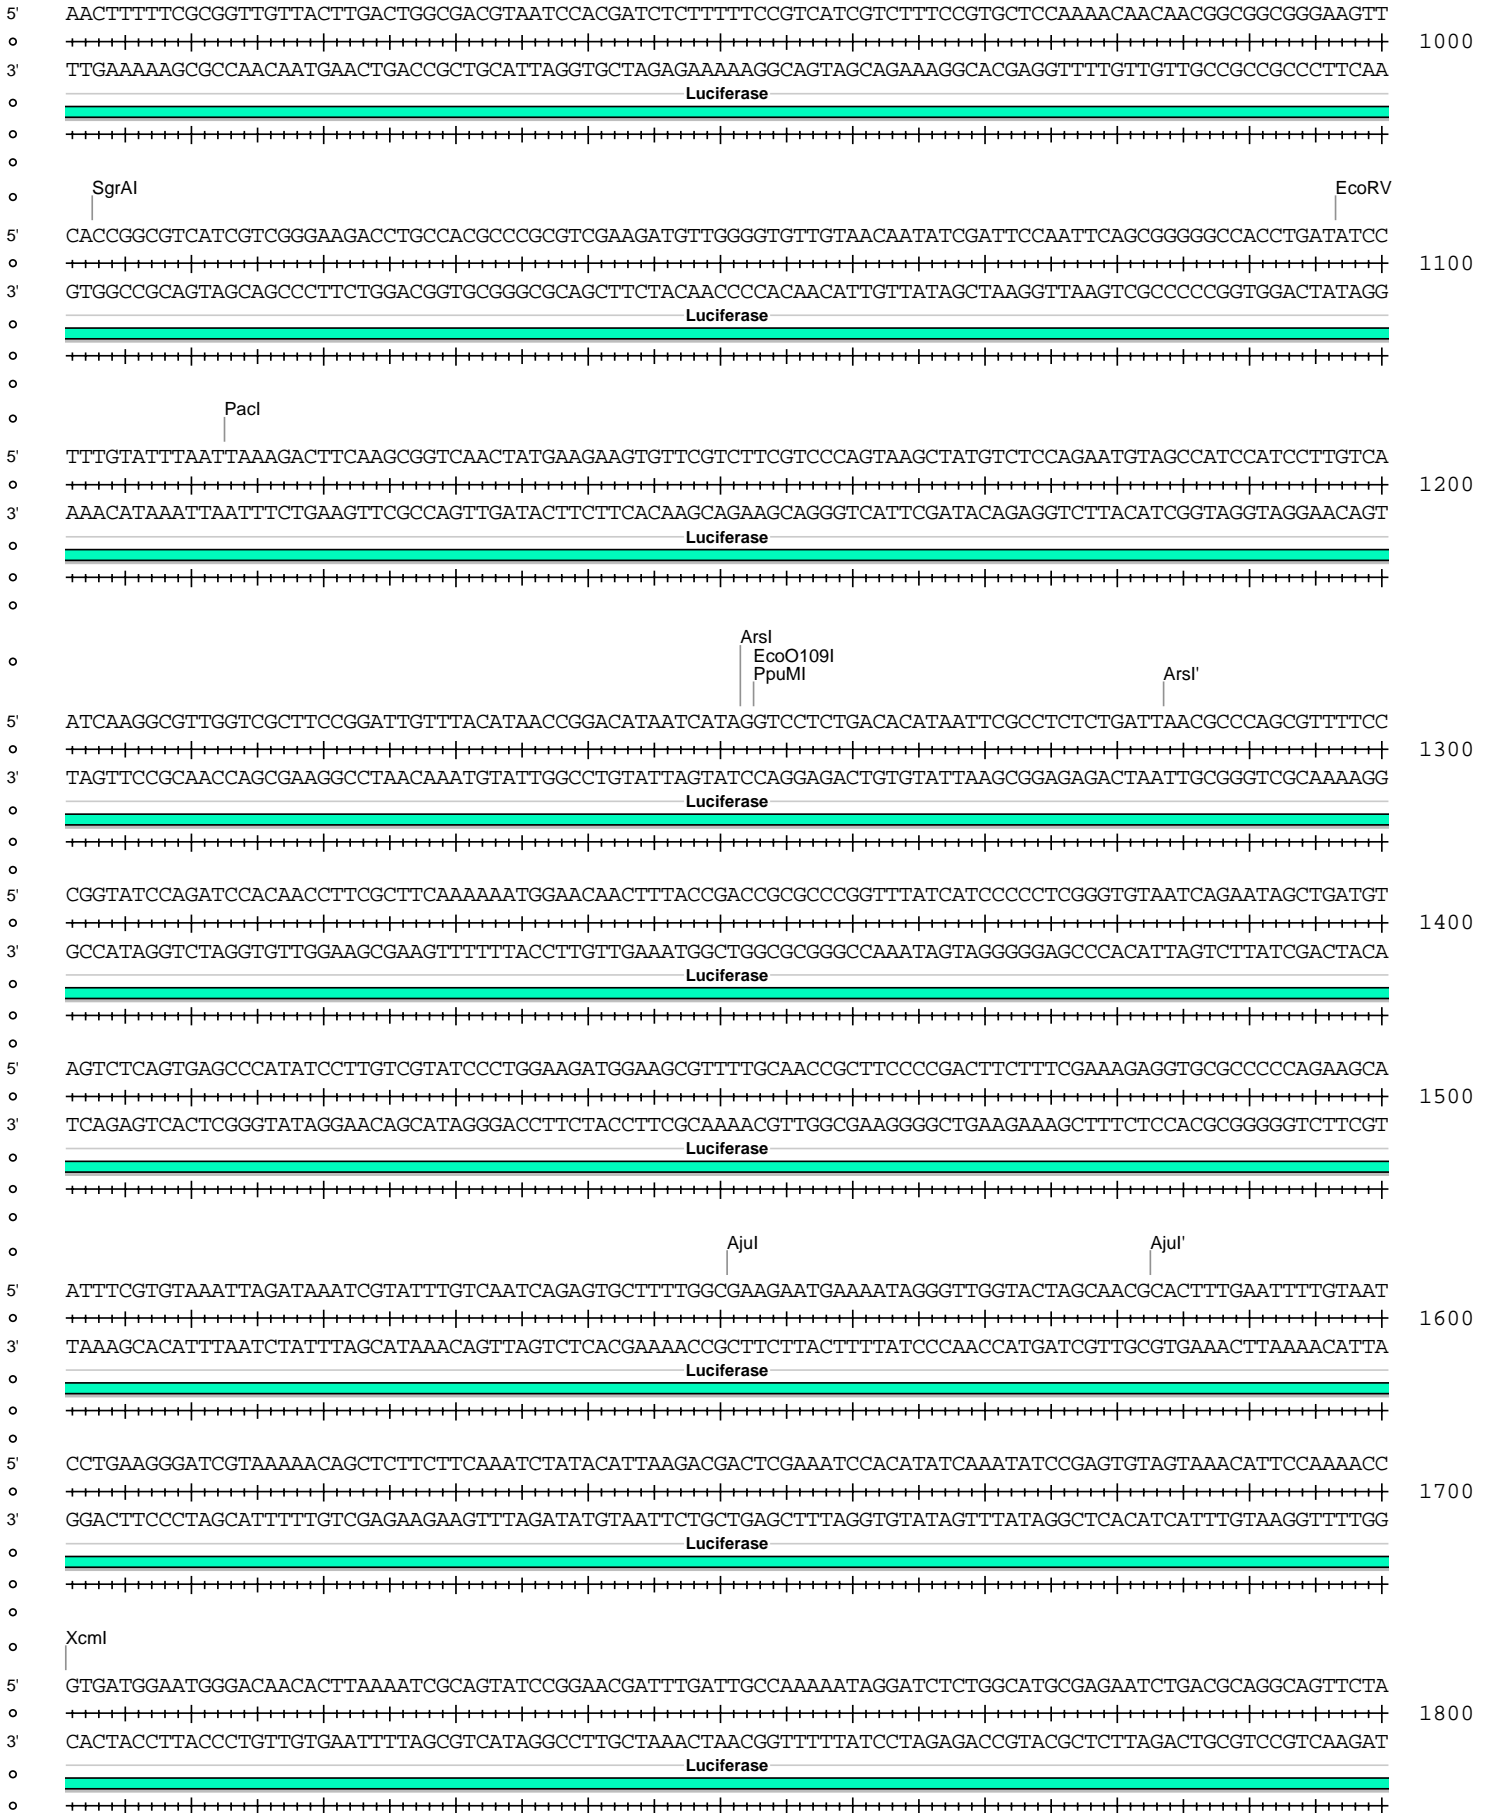 5' AACTTTTTCGCGGTTGTTACTTGACTGGCGACGTAATCCACGATCTCTTTTTCCGTCATCGTCTTTCCGTGCTCCAAAACAACAACGGCGGCGGGAAGTT
1000
3' TTGAAAAAGCGCCAACAATGAACTGACCGCTGCATTAGGTGCTAGAGAAAAAGGCAGTAGCAGAAAGGCACGAGGTTTTGTTGTTGCCGCCGCCCTTCAA
Luciferase
SgrAI EcoRV
5' CACCGGCGTCATCGTCGGGAAGACCTGCCACGCCCGCGTCGAAGATGTTGGGGTGTTGTAACAATATCGATTCCAATTCAGCGGGGGCCACCTGATATCC
1100
3' GTGGCCGCAGTAGCAGCCCTTCTGGACGGTGCGGGCGCAGCTTCTACAACCCCACAACATTGTTATAGCTAAGGTTAAGTCGCCCCCGGTGGACTATAGG
Luciferase
PacI
5' TTTGTATTTAATTAAAGACTTCAAGCGGTCAACTATGAAGAAGTGTTCGTCTTCGTCCCAGTAAGCTATGTCTCCAGAATGTAGCCATCCATCCTTGTCA
1200
3' AAACATAAATTAATTTCTGAAGTTCGCCAGTTGATACTTCTTCACAAGCAGAAGCAGGGTCATTCGATACAGAGGTCTTACATCGGTAGGTAGGAACAGT
Luciferase
ArsI
EcoO109I
PpuMI ArsI'
5' ATCAAGGCGTTGGTCGCTTCCGGATTGTTTACATAACCGGACATAATCATAGGTCCTCTGACACATAATTCGCCTCTCTGATTAACGCCCAGCGTTTTCC
1300
3' TAGTTCCGCAACCAGCGAAGGCCTAACAAATGTATTGGCCTGTATTAGTATCCAGGAGACTGTGTATTAAGCGGAGAGACTAATTGCGGGTCGCAAAAGG
Luciferase
5' CGGTATCCAGATCCACAACCTTCGCTTCAAAAAATGGAACAACTTTACCGACCGCGCCCGGTTTATCATCCCCCTCGGGTGTAATCAGAATAGCTGATGT
1400
3' GCCATAGGTCTAGGTGTTGGAAGCGAAGTTTTTTACCTTGTTGAAATGGCTGGCGCGGGCCAAATAGTAGGGGGAGCCCACATTAGTCTTATCGACTACA
Luciferase
5' AGTCTCAGTGAGCCCATATCCTTGTCGTATCCCTGGAAGATGGAAGCGTTTTGCAACCGCTTCCCCGACTTCTTTCGAAAGAGGTGCGCCCCCAGAAGCA
1500
3' TCAGAGTCACTCGGGTATAGGAACAGCATAGGGACCTTCTACCTTCGCAAAACGTTGGCGAAGGGGCTGAAGAAAGCTTTCTCCACGCGGGGGTCTTCGT
Luciferase
AjuI AjuI'
5' ATTTCGTGTAAATTAGATAAATCGTATTTGTCAATCAGAGTGCTTTTGGCGAAGAATGAAAATAGGGTTGGTACTAGCAACGCACTTTGAATTTTGTAAT
1600
3' TAAAGCACATTTAATCTATTTAGCATAAACAGTTAGTCTCACGAAAACCGCTTCTTACTTTTATCCCAACCATGATCGTTGCGTGAAACTTAAAACATTA
Luciferase
5' CCTGAAGGGATCGTAAAAACAGCTCTTCTTCAAATCTATACATTAAGACGACTCGAAATCCACATATCAAATATCCGAGTGTAGTAAACATTCCAAAACC
1700
3' GGACTTCCCTAGCATTTTTGTCGAGAAGAAGTTTAGATATGTAATTCTGCTGAGCTTTAGGTGTATAGTTTATAGGCTCACATCATTTGTAAGGTTTTGG
Luciferase
XcmI
5' GTGATGGAATGGGACAACACTTAAAATCGCAGTATCCGGAACGATTTGATTGCCAAAAATAGGATCTCTGGCATGCGAGAATCTGACGCAGGCAGTTCTA
1800
3' CACTACCTTACCCTGTTGTGAATTTTAGCGTCATAGGCCTTGCTAAACTAACGGTTTTTATCCTAGAGACCGTACGCTCTTAGACTGCGTCCGTCAAGAT
Luciferase